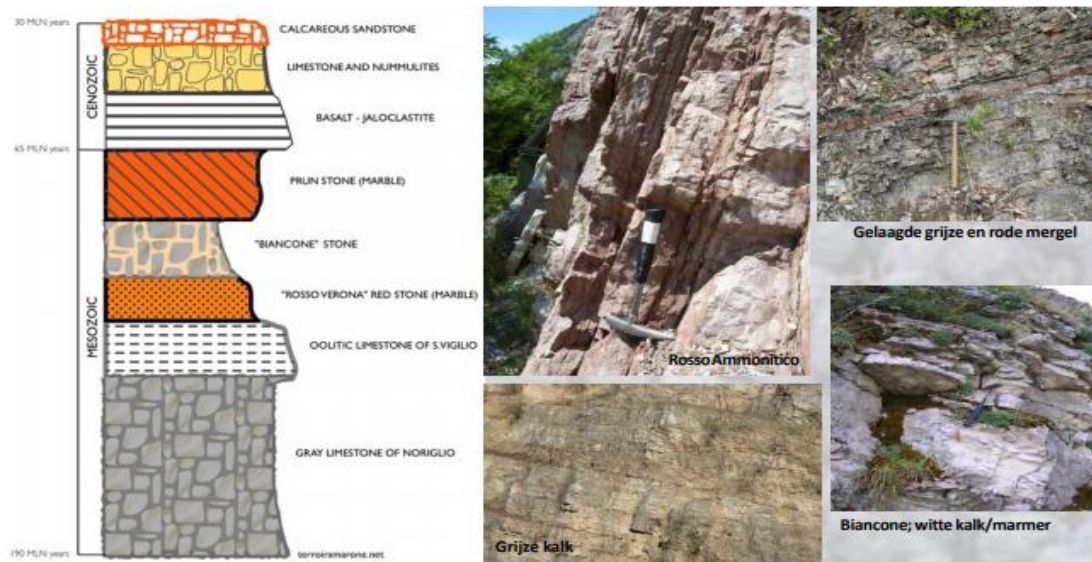 30 MLN years
CENOZOIC
CALCAREOUS SANDSTONE
LIMESTONE AND NUMMULITES
BASALT - JALOCLASTITE
65 MLN years
MESOZOIC
PRUN STONE (MARBLE)
"BIANCONE" STONE
"ROSSO VERONA" RED STONE (MARBLE)
OOLITIC LIMESTONE OF S.VIGILIO
GRAY LIMESTONE OF NORIGLIO
190 MLN years
terroiramarone.net
Rosso Ammonitico
Gelaagde grijze en rode mergel
Grijze kalk
Biancone; witte kalk/marmer